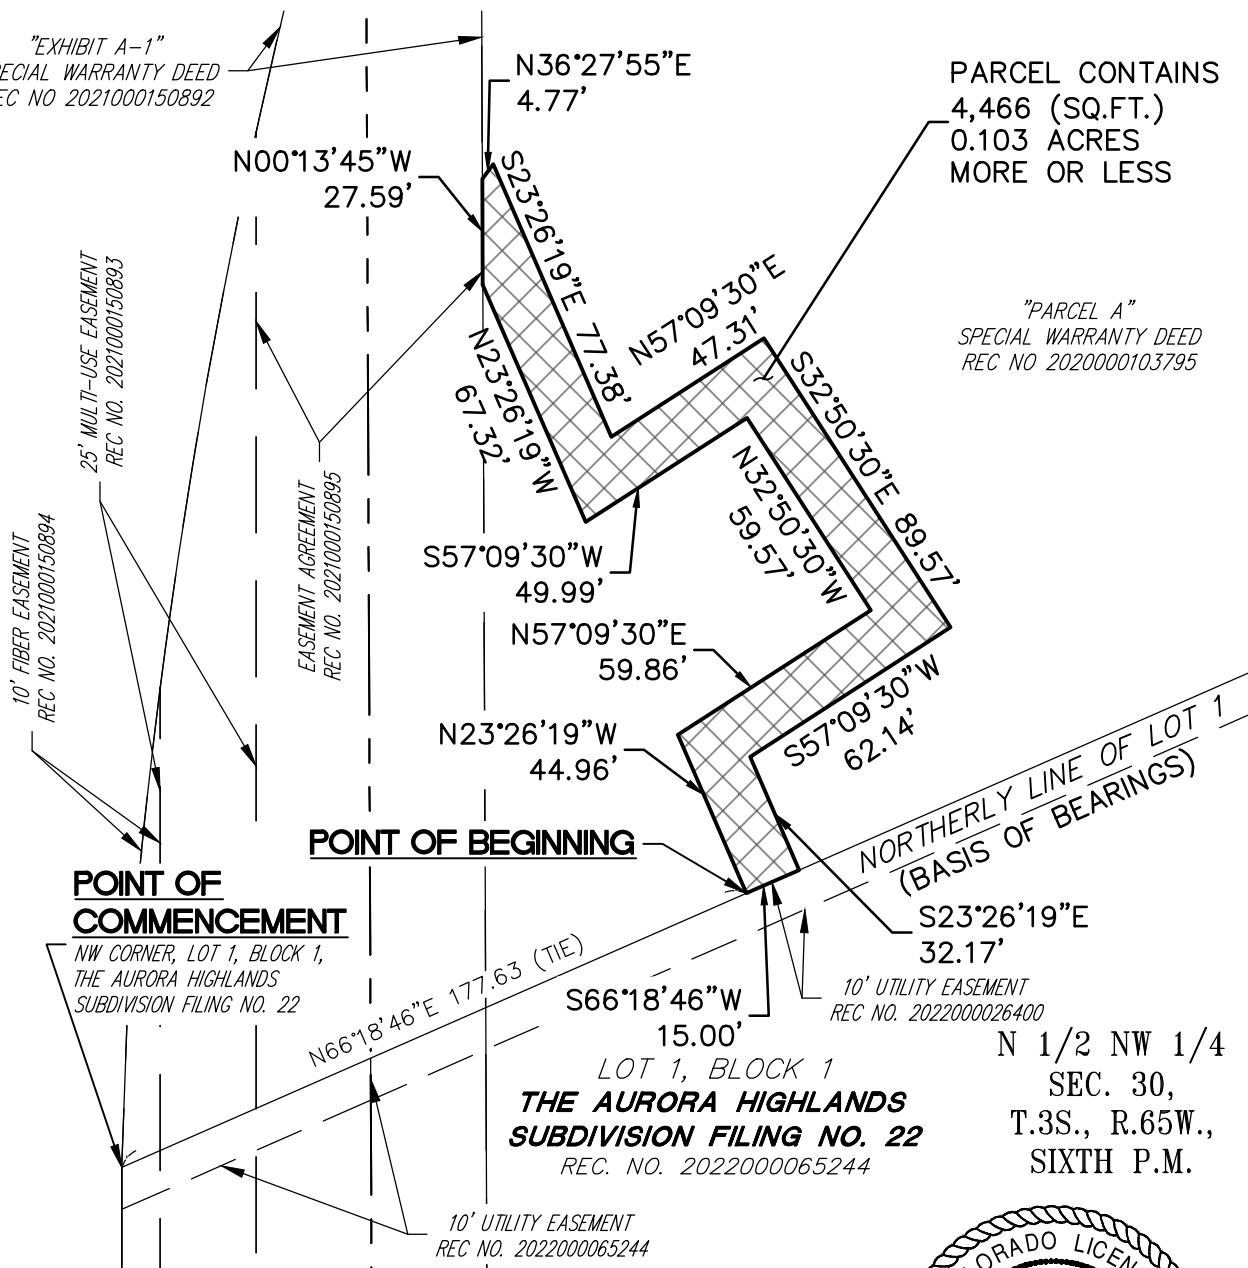 "EXHIBIT A-1"
SPECIAL WARRANTY DEED
REC NO 2021000150892
N36°27'55"E
4.77'
PARCEL CONTAINS
4,466 (SQ.FT.)
0.103 ACRES
MORE OR LESS
N00°13'45"W
27.59'
S23°26'19"E 77.38'
N57°09'30"E
47.31'
"PARCEL A"
SPECIAL WARRANTY DEED
REC NO 2020000103795
25' MULTI-USE EASEMENT
REC NO. 2021000150893
N23°26'19"W
67.32'
S32°50'30"E 89.57'
N32°50'30"W
59.57'
10' FIBER EASEMENT
REC NO. 2021000150894
EASEMENT AGREEMENT
REC NO. 2021000150895
S57°09'30"W
49.99'
N57°09'30"E
59.86'
S57°09'30"W
62.14'
N23°26'19"W
44.96'
NORTHERLY LINE OF LOT 1
(BASIS OF BEARINGS)
POINT OF BEGINNING
POINT OF
COMMENCEMENT
NW CORNER, LOT 1, BLOCK 1,
THE AURORA HIGHLANDS
SUBDIVISION FILING NO. 22
S23°26'19"E
32.17'
N66°18'46"E 177.63 (TIE)
S66°18'46"W
15.00'
10' UTILITY EASEMENT
REC NO. 2022000026400
LOT 1, BLOCK 1
THE AURORA HIGHLANDS
SUBDIVISION FILING NO. 22
REC. NO. 2022000065244
N 1/2 NW 1/4
SEC. 30,
T.3S., R.65W.,
SIXTH P.M.
10' UTILITY EASEMENT
REC NO. 2022000065244
ORADO LICEN